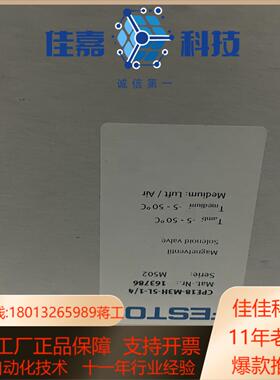 佳嘉 科技
诚信第一
FESTO
CPE18-M3H-5L-1/4
Mat.-Nr.: 163786
Serie: M502
Magnetventil
Solenoid valve
Tamb: -5 - 50°C
Tmedium: -5 - 50°C
Medium: Luft / Air
线:18013265989蒋工
工厂正品保障 支持开票
自动化技术 十一年行业经验
佳佳科
11年老
爆款